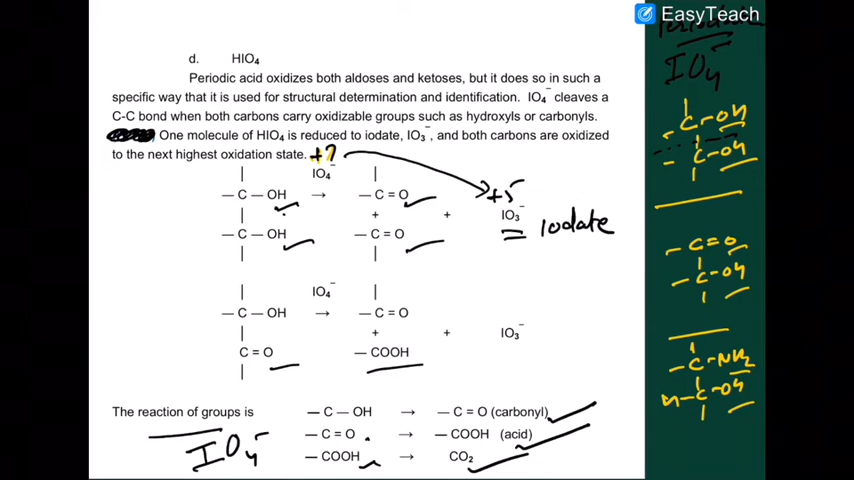 EasyTeach
Periodate
IO₄⁻
d. HIO₄
Periodic acid oxidizes both aldoses and ketoses, but it does so in such a
specific way that it is used for structural determination and identification. IO₄⁻ cleaves a
C-C bond when both carbons carry oxidizable groups such as hydroxyls or carbonyls.
One molecule of HIO₄ is reduced to iodate, IO₃⁻, and both carbons are oxidized
to the next highest oxidation state. +7
| IO₄⁻ | +5
— C — OH → — C = O
| + + IO₃⁻ Iodate
— C — OH — C = O
| |
| IO₄⁻ |
— C — OH → — C = O
| + + IO₃⁻
C = O — COOH
|
The reaction of groups is — C — OH → — C = O (carbonyl)
— C = O → — COOH (acid)
— COOH → CO₂
IO₄⁻
|
– C – OH
|
– C – OH
|
– C = O
|
– C – OH
|
|
– C – NH₂
|
H – C – OH
|